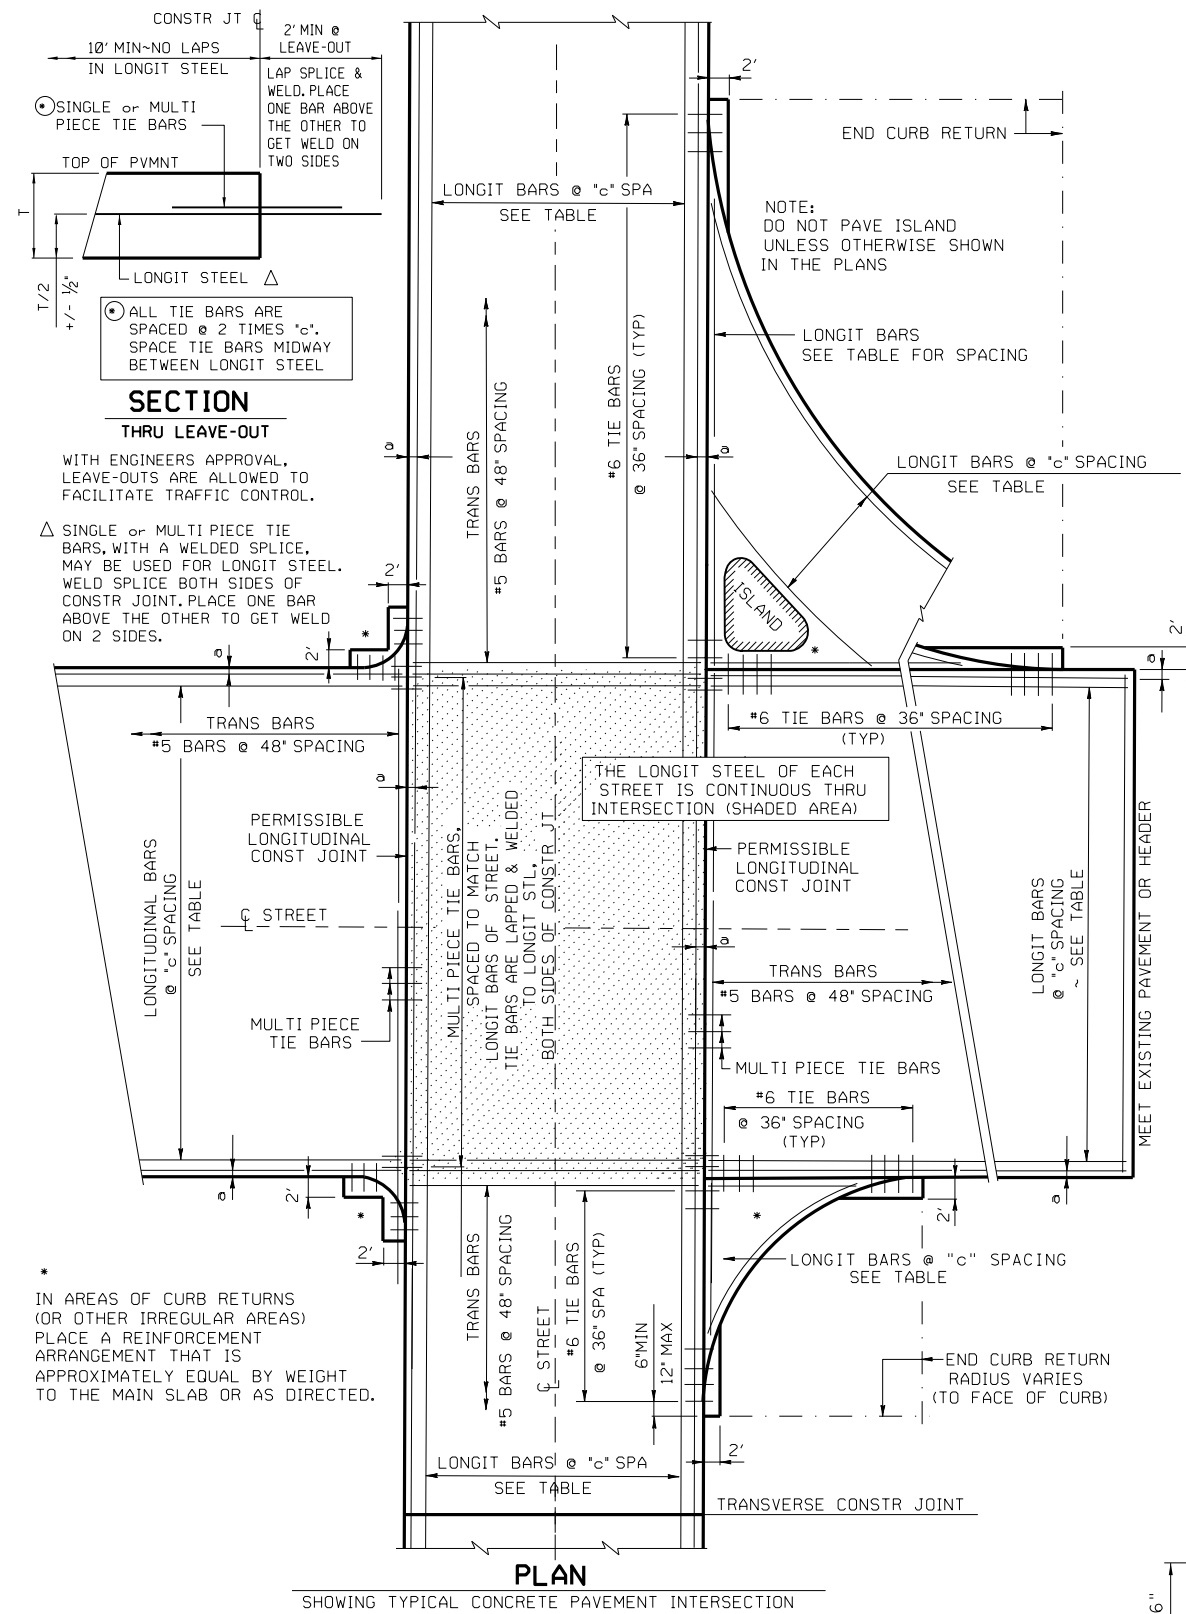 CONSTR JT ℄
10' MIN~NO LAPS
IN LONGIT STEEL
2' MIN @
LEAVE-OUT
LAP SPLICE &
WELD. PLACE
ONE BAR ABOVE
THE OTHER TO
GET WELD ON
TWO SIDES
* SINGLE or MULTI
PIECE TIE BARS
TOP OF PVMNT
T
T/2
+/- ½"
LONGIT STEEL △
* ALL TIE BARS ARE
SPACED @ 2 TIMES "c".
SPACE TIE BARS MIDWAY
BETWEEN LONGIT STEEL
SECTION
THRU LEAVE-OUT
WITH ENGINEERS APPROVAL,
LEAVE-OUTS ARE ALLOWED TO
FACILITATE TRAFFIC CONTROL.
△ SINGLE or MULTI PIECE TIE
BARS, WITH A WELDED SPLICE,
MAY BE USED FOR LONGIT STEEL.
WELD SPLICE BOTH SIDES OF
CONSTR JOINT. PLACE ONE BAR
ABOVE THE OTHER TO GET WELD
ON 2 SIDES.
LONGIT BARS @ "c" SPA
SEE TABLE
2'
END CURB RETURN
NOTE:
DO NOT PAVE ISLAND
UNLESS OTHERWISE SHOWN
IN THE PLANS
LONGIT BARS
SEE TABLE FOR SPACING
TRANS BARS
#5 BARS @ 48" SPACING
#6 TIE BARS
@ 36" SPACING (TYP)
a
a
LONGIT BARS @ "c" SPACING
SEE TABLE
ISLAND
*
2'
*
2'
a
2'
a
TRANS BARS
#5 BARS @ 48" SPACING
#6 TIE BARS @ 36" SPACING
(TYP)
a
THE LONGIT STEEL OF EACH
STREET IS CONTINUOUS THRU
INTERSECTION (SHADED AREA)
PERMISSIBLE
LONGITUDINAL
CONST JOINT
PERMISSIBLE
LONGITUDINAL
CONST JOINT
LONGITUDINAL BARS
@ "c" SPACING
SEE TABLE
℄ STREET
MULTI PIECE TIE BARS,
SPACED TO MATCH
LONGIT BARS OF STREET.
TIE BARS ARE LAPPED & WELDED
TO LONGIT STL,
BOTH SIDES OF CONSTR JT
a
TRANS BARS
#5 BARS @ 48" SPACING
LONGIT BARS
@ "c" SPACING
~ SEE TABLE
MEET EXISTING PAVEMENT OR HEADER
MULTI PIECE
TIE BARS
MULTI PIECE TIE BARS
#6 TIE BARS
@ 36" SPACING
(TYP)
a
2'
*
2'
*
2'
a
TRANS BARS
#5 BARS @ 48" SPACING
℄ STREET
#6 TIE BARS
@ 36" SPA (TYP)
6" MIN
12" MAX
LONGIT BARS @ "c" SPACING
SEE TABLE
*
IN AREAS OF CURB RETURNS
(OR OTHER IRREGULAR AREAS)
PLACE A REINFORCEMENT
ARRANGEMENT THAT IS
APPROXIMATELY EQUAL BY WEIGHT
TO THE MAIN SLAB OR AS DIRECTED.
END CURB RETURN
RADIUS VARIES
(TO FACE OF CURB)
2'
LONGIT BARS @ "c" SPA
SEE TABLE
TRANSVERSE CONSTR JOINT
PLAN
SHOWING TYPICAL CONCRETE PAVEMENT INTERSECTION
6"